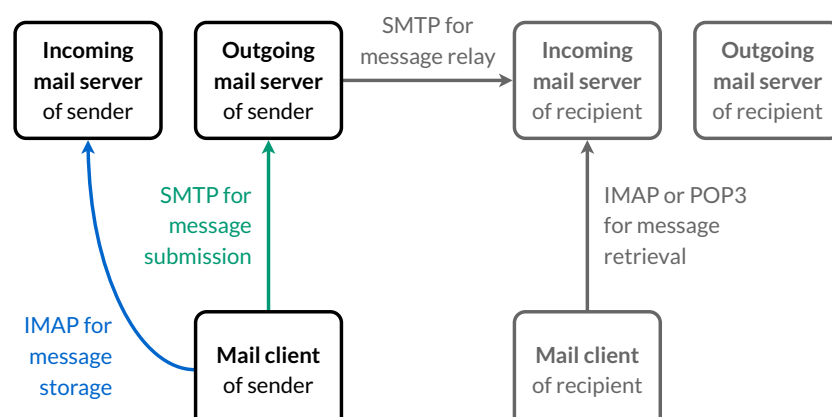 SMTP for
message relay
Incoming
mail server
of sender
Outgoing
mail server
of sender
Incoming
mail server
of recipient
Outgoing
mail server
of recipient
SMTP for
message
submission
IMAP or POP3
for message
retrieval
IMAP for
message
storage
Mail client
of sender
Mail client
of recipient